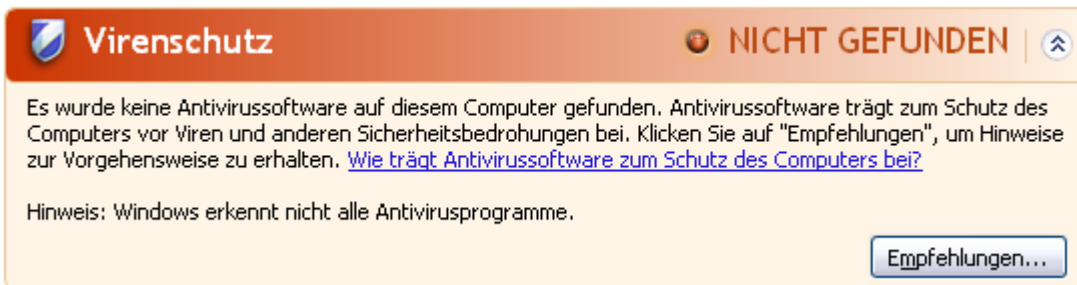 Virenschutz
NICHT GEFUNDEN
Es wurde keine Antivirussoftware auf diesem Computer gefunden. Antivirussoftware trägt zum Schutz des
Computers vor Viren und anderen Sicherheitsbedrohungen bei. Klicken Sie auf "Empfehlungen", um Hinweise
zur Vorgehensweise zu erhalten. Wie trägt Antivirussoftware zum Schutz des Computers bei?
Hinweis: Windows erkennt nicht alle Antivirusprogramme.
Empfehlungen...